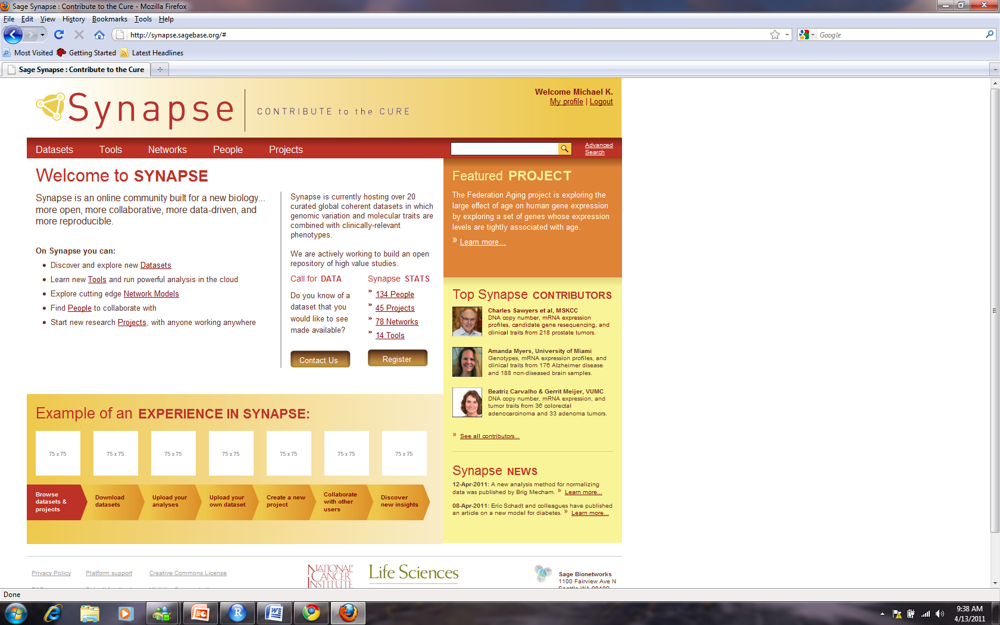 Sage Synapse : Contribute to the Cure - Mozilla Firefox
File Edit View History Bookmarks Tools Help
http://synapse.sagebase.org/#
Google
Most Visited Getting Started Latest Headlines
Sage Synapse : Contribute to the Cure
Synapse
CONTRIBUTE to the CURE
Welcome Michael K.
My profile | Logout
Datasets Tools Networks People Projects
Advanced
Search
Welcome to SYNAPSE
Synapse is an online community built for a new biology...
more open, more collaborative, more data-driven, and
more reproducible.
On Synapse you can:
• Discover and explore new Datasets
• Learn new Tools and run powerful analysis in the cloud
• Explore cutting edge Network Models
• Find People to collaborate with
• Start new research Projects, with anyone working anywhere
Synapse is currently hosting over 20
curated global coherent datasets in which
genomic variation and molecular traits are
combined with clinically-relevant
phenotypes.
We are actively working to build an open
repository of high value studies.
Call for DATA
Do you know of a
dataset that you
would like to see
made available?
Contact Us
Synapse STATS
» 134 People
» 45 Projects
» 78 Networks
» 14 Tools
Register
Featured PROJECT
The Federation Aging project is exploring the
large effect of age on human gene expression
by exploring a set of genes whose expression
levels are tightly associated with age.
» Learn more...
Top Synapse CONTRIBUTORS
Charles Sawyers et al, MSKCC
DNA copy number, mRNA expression
profiles, candidate gene resequencing, and
clinical traits from 218 prostate tumors.
Amanda Myers, University of Miami
Genotypes, mRNA expression profiles, and
clinical traits from 176 Alzheimer disease
and 188 non-diseased brain samples.
Beatriz Carvalho & Gerrit Meijer, VUMC
DNA copy number, mRNA expression, and
tumor traits from 36 colorectal
adenocarcinoma and 33 adenoma tumors.
» See all contributors...
Synapse NEWS
12-Apr-2011: A new analysis method for normalizing
data was published by Brig Mecham. » Learn more...
08-Apr-2011: Eric Schadt and colleagues have published
an article on a new model for diabetes. » Learn more...
Example of an EXPERIENCE IN SYNAPSE:
75 x 75 75 x 75 75 x 75 75 x 75 75 x 75 75 x 75 75 x 75
Browse
datasets &
projects
Download
datasets
Upload your
analyses
Upload your
own dataset
Create a new
project
Collaborate
with other
users
Discover
new insights
Privacy Policy Platform support Creative Commons License
NATIONAL
CANCER
INSTITUTE
Life Sciences
Sage Bionetworks
1100 Fairview Ave N
Done
9:38 AM
4/13/2011